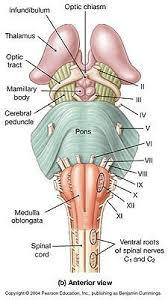 Infundibulum
Optic chiasm
Thalamus
Optic
tract
Mamillary
body
Cerebral
peduncle
II
III
IV
V
Pons
VI
VII
VIII
IX
X
XII
XI
Medulla
oblongata
Spinal
cord
Ventral roots
of spinal nerves
C1 and C2
(b) Anterior view
Copyright © 2004 Pearson Education, Inc., publishing as Benjamin Cummings.